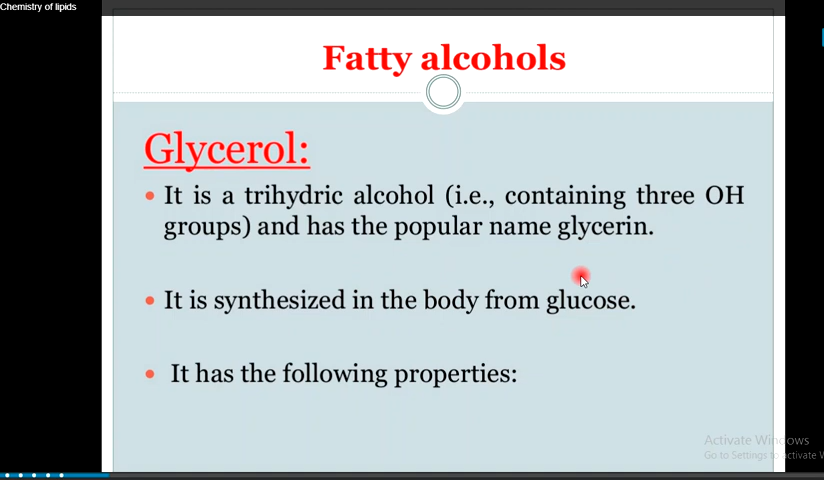 Chemistry of lipids
Fatty alcohols
Glycerol:
• It is a trihydric alcohol (i.e., containing three OH
groups) and has the popular name glycerin.
• It is synthesized in the body from glucose.
• It has the following properties:
Activate Windows
Go to Settings to activate W